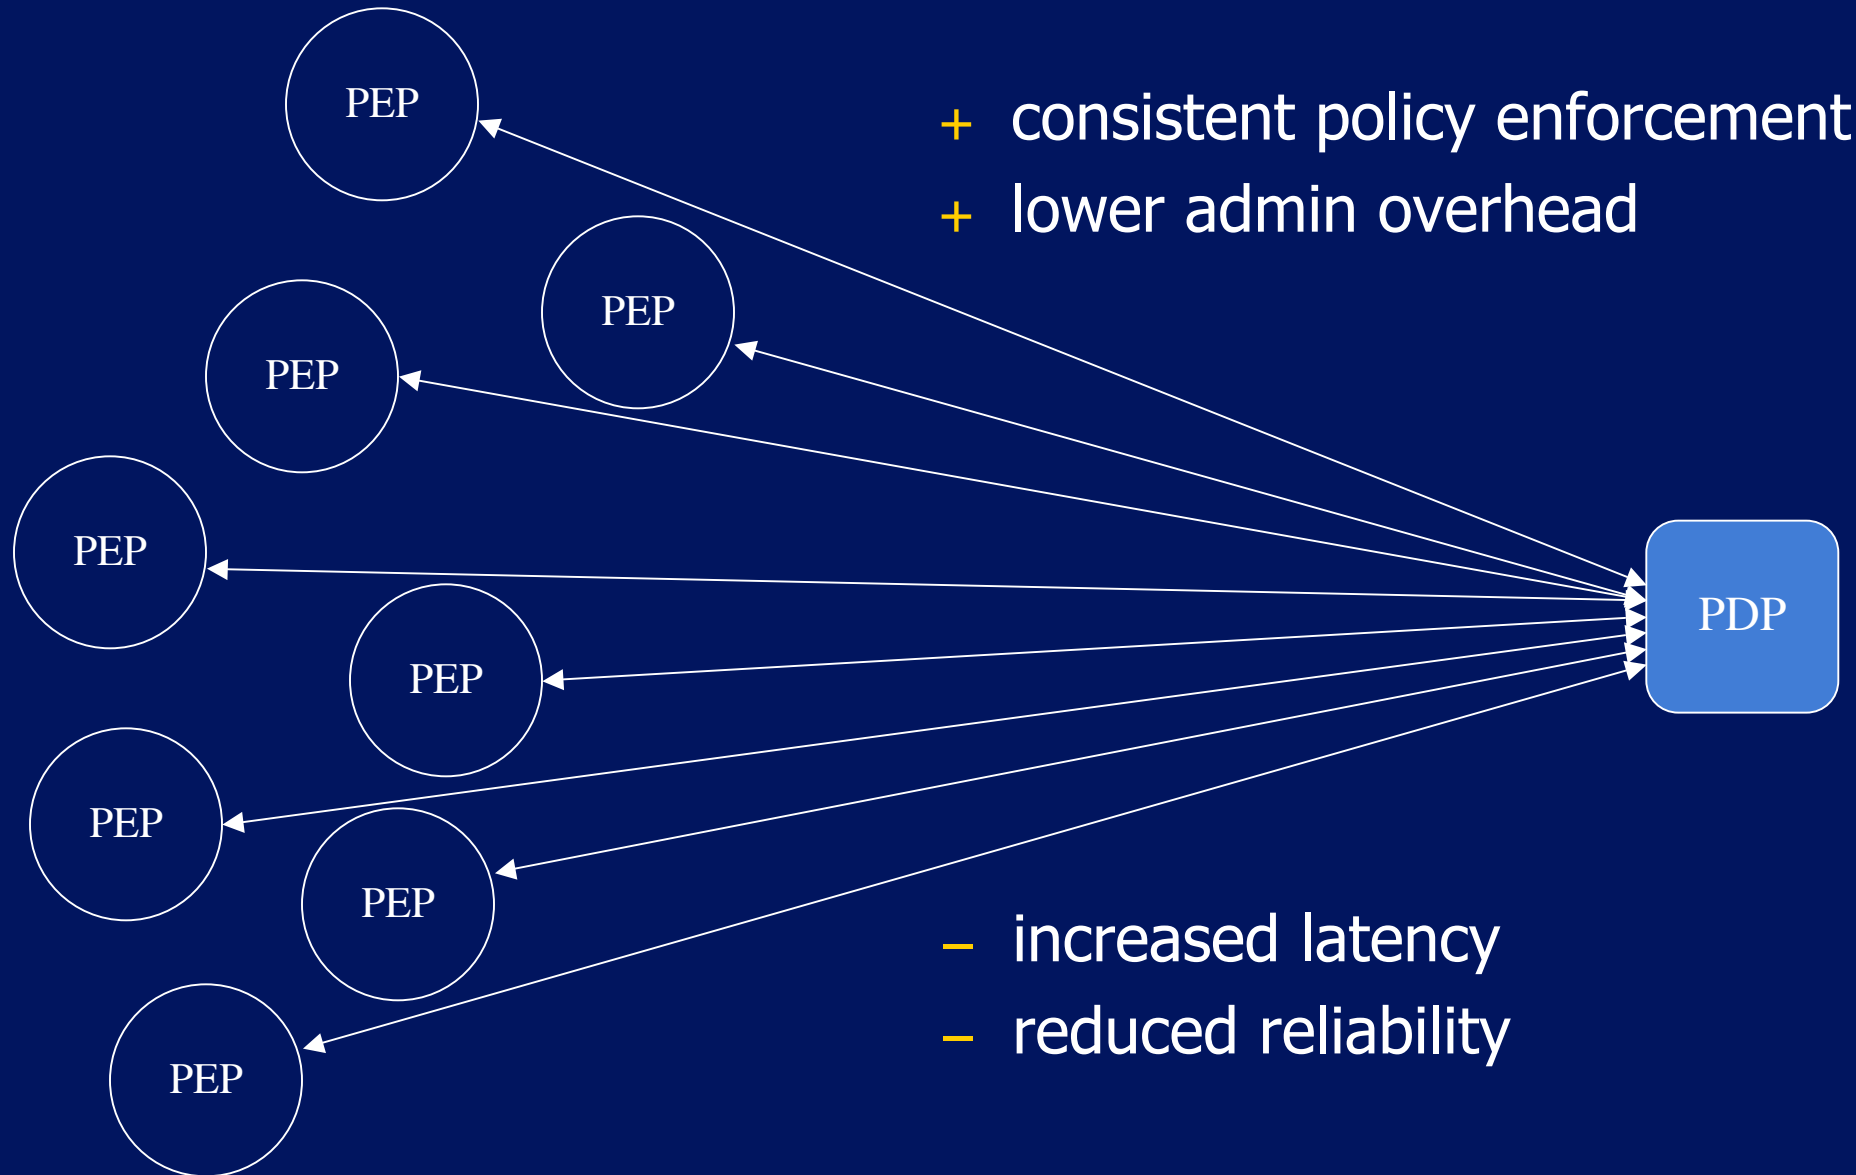 PEP
+ consistent policy enforcement
+ lower admin overhead
PEP
PEP
PEP
PDP
PEP
PEP
PEP
– increased latency
– reduced reliability
PEP